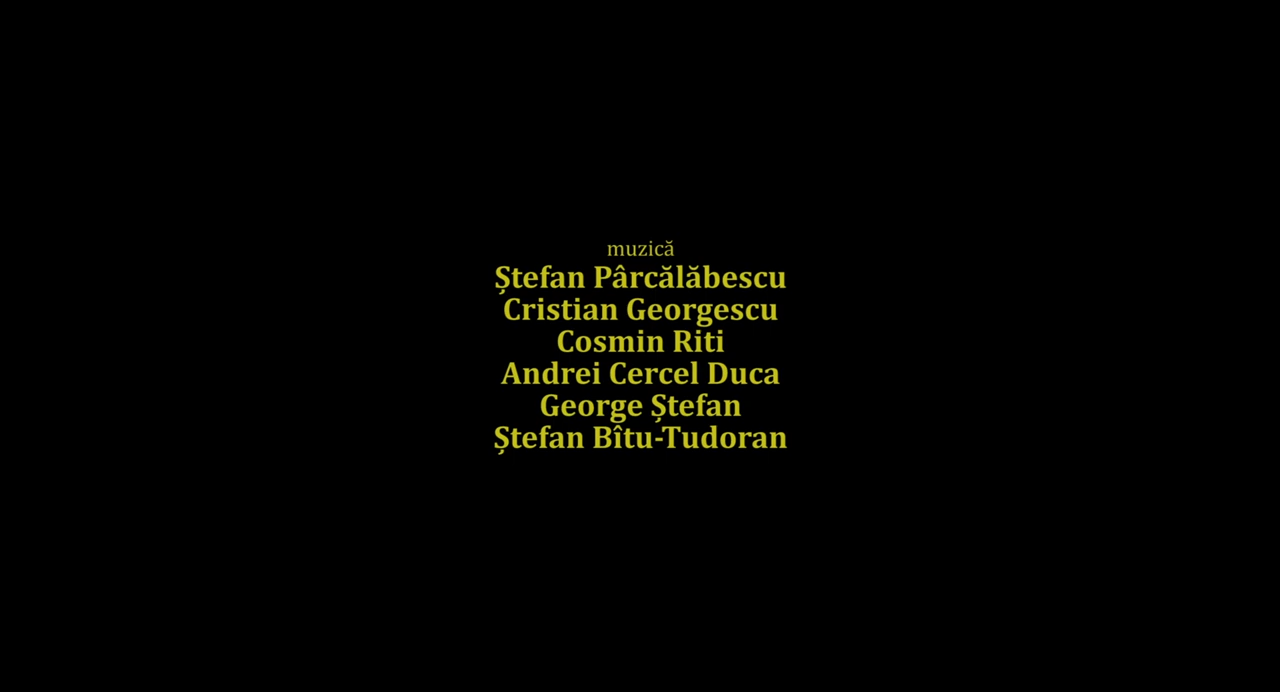 muzică
Ștefan Pârcălăbescu
Cristian Georgescu
Cosmin Riti
Andrei Cercel Duca
George Ștefan
Ștefan Bîtu-Tudoran